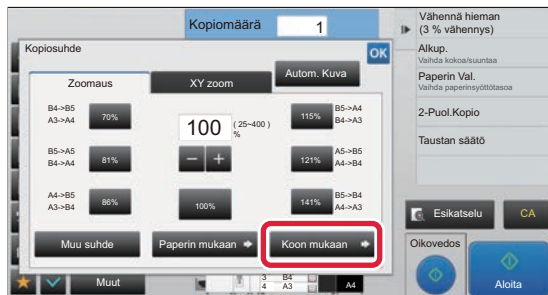 Kopiomäärä
1
Kopiosuhde
OK
Zoomaus
XY zoom
Autom. Kuva
B4->B5
A3->A4
70%
100
(25~400)
%
115%
B5->A4
B4->A3
B5->A5
B4->A4
81%
121%
A5->B5
A4->B4
A4->B5
A3->B4
86%
100%
141%
B5->B4
A4->A3
Muu suhde
Paperin mukaan
Koon mukaan
Muut
3 B4
4 A3
A4
Vähennä hieman
(3 % vähennys)
Alkup.
Vaihda kokoa/suuntaa
Paperin Val.
Vaihda paperinsyöttötasoa
2-Puol.Kopio
Taustan säätö
Esikatselu
CA
Oikovedos
Aloita